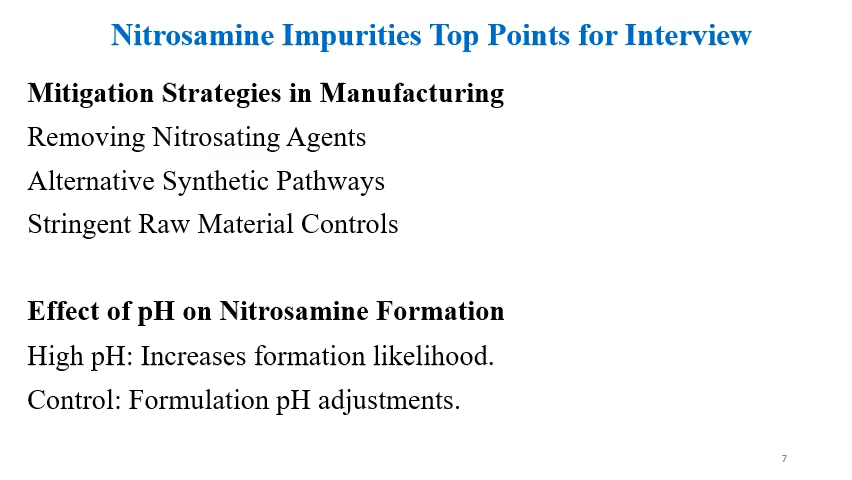 Nitrosamine Impurities Top Points for Interview
Mitigation Strategies in Manufacturing
Removing Nitrosating Agents
Alternative Synthetic Pathways
Stringent Raw Material Controls
Effect of pH on Nitrosamine Formation
High pH: Increases formation likelihood.
Control: Formulation pH adjustments.
7